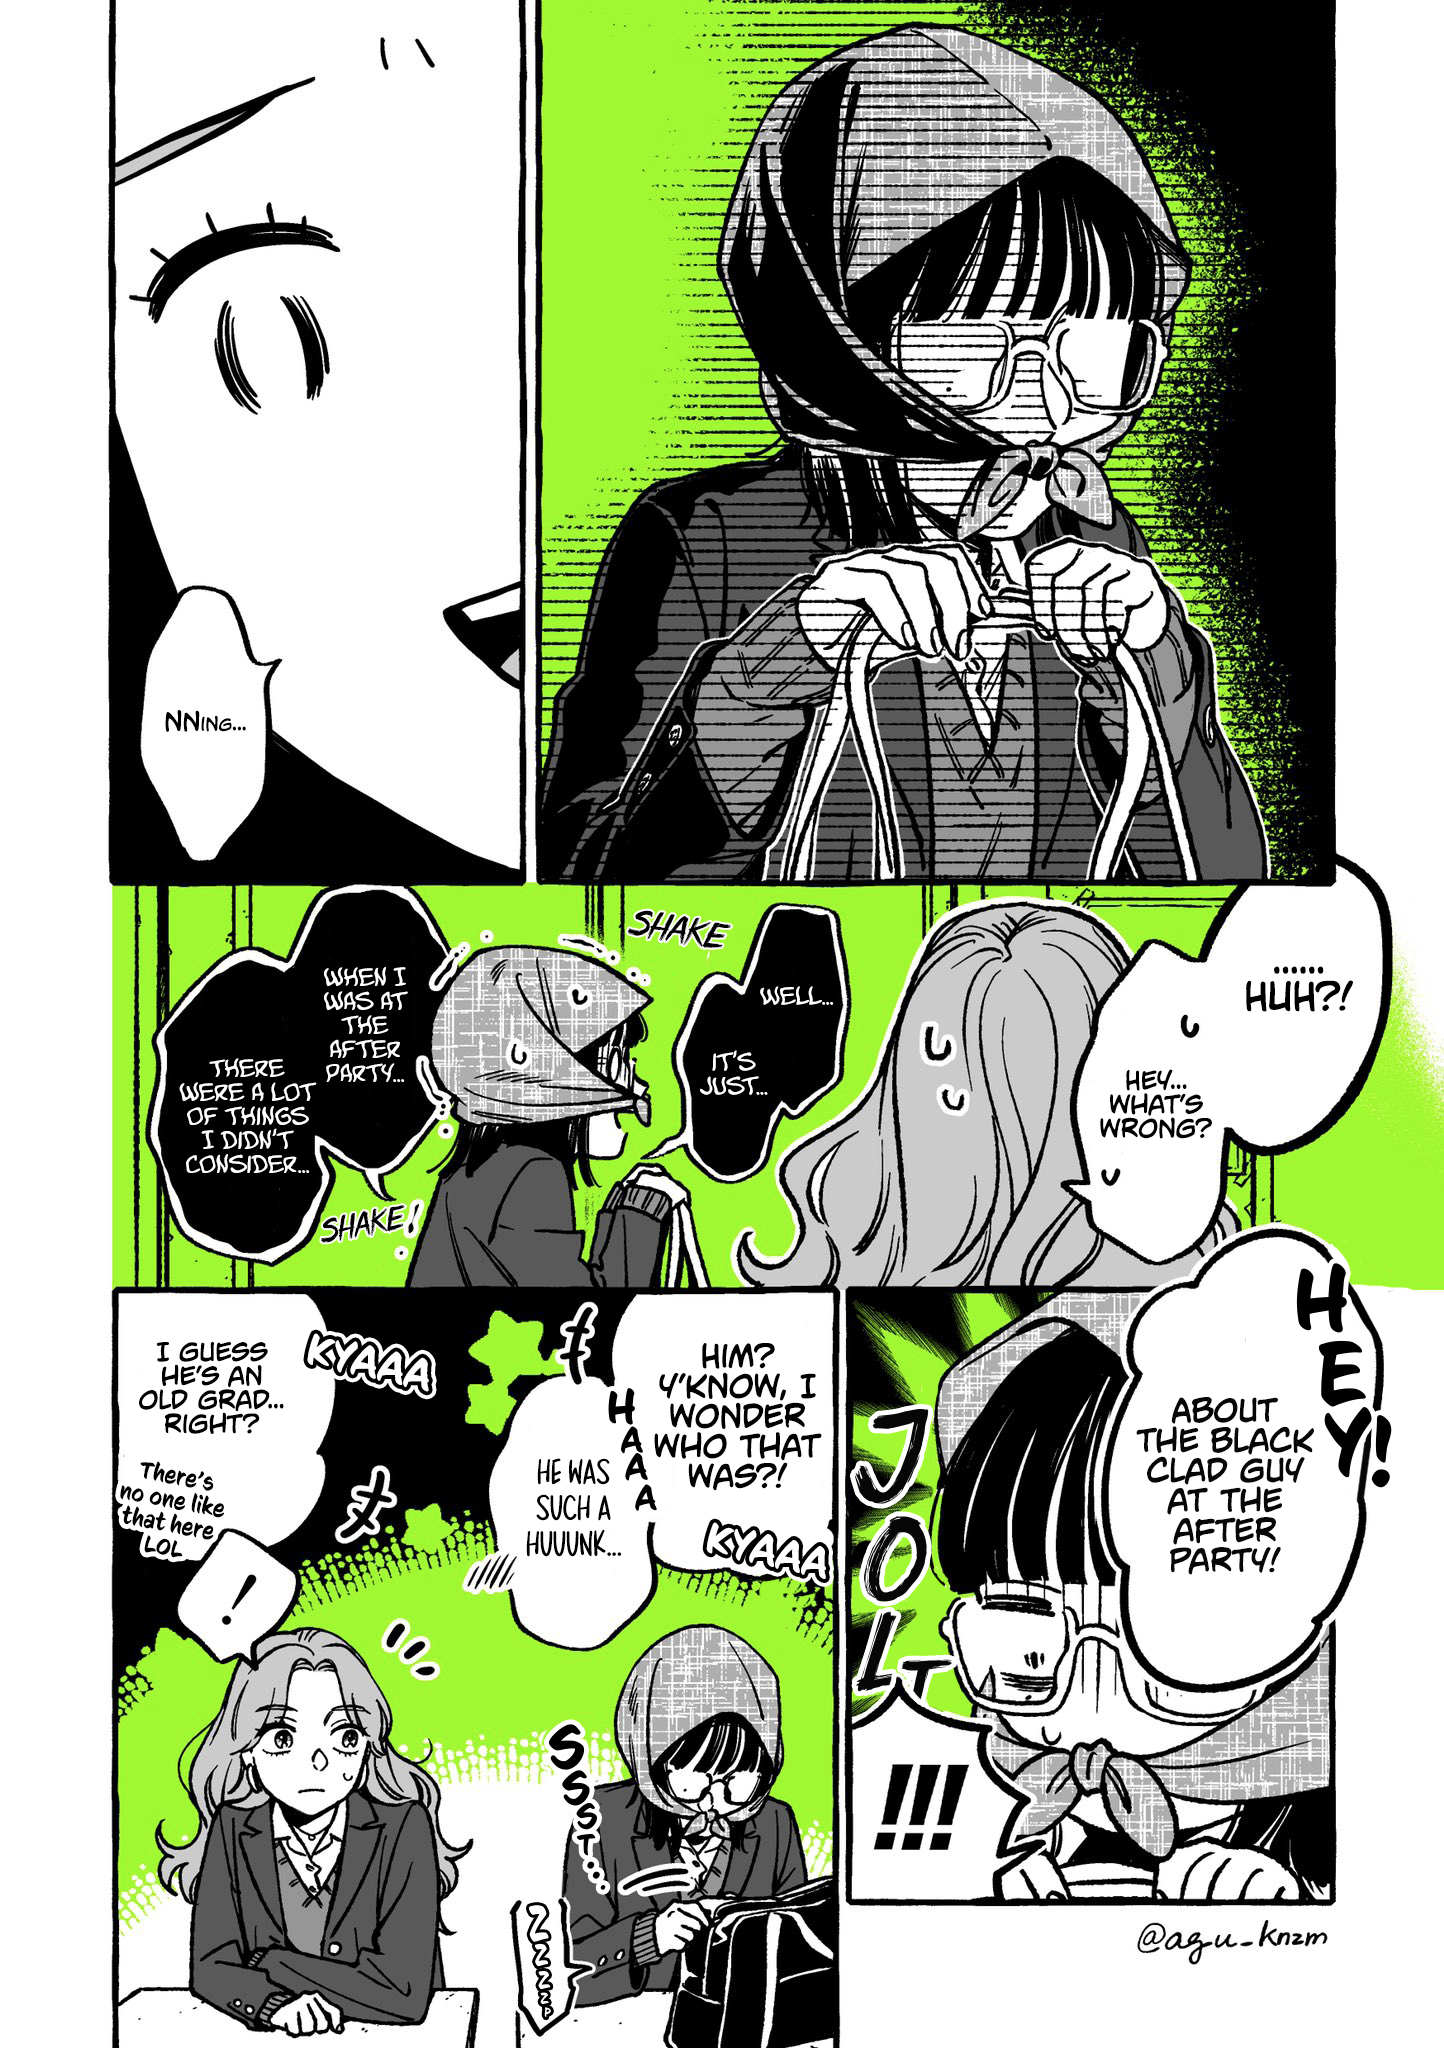 NNING...
......
HUH?!
HEY...
WHAT'S
WRONG?
SHAKE
WELL...
IT'S
JUST...
WHEN I
WAS AT
THE
AFTER
PARTY...
THERE
WERE A LOT
OF THINGS
I DIDN'T
CONSIDER...
SHAKE!
HEY!
ABOUT
THE BLACK
CLAD GUY
AT THE
AFTER
PARTY!
JOLT
!!!
HIM?
Y'KNOW, I
WONDER
WHO THAT
WAS?!
KYAAA
HAAA
HE WAS
SUCH A
HUUUNK...
KYAAA
I GUESS
HE'S AN
OLD GRAD...
RIGHT?
There's
no one like
that here
LOL
!
SSST...
ZZZZZP
@agu_knzm